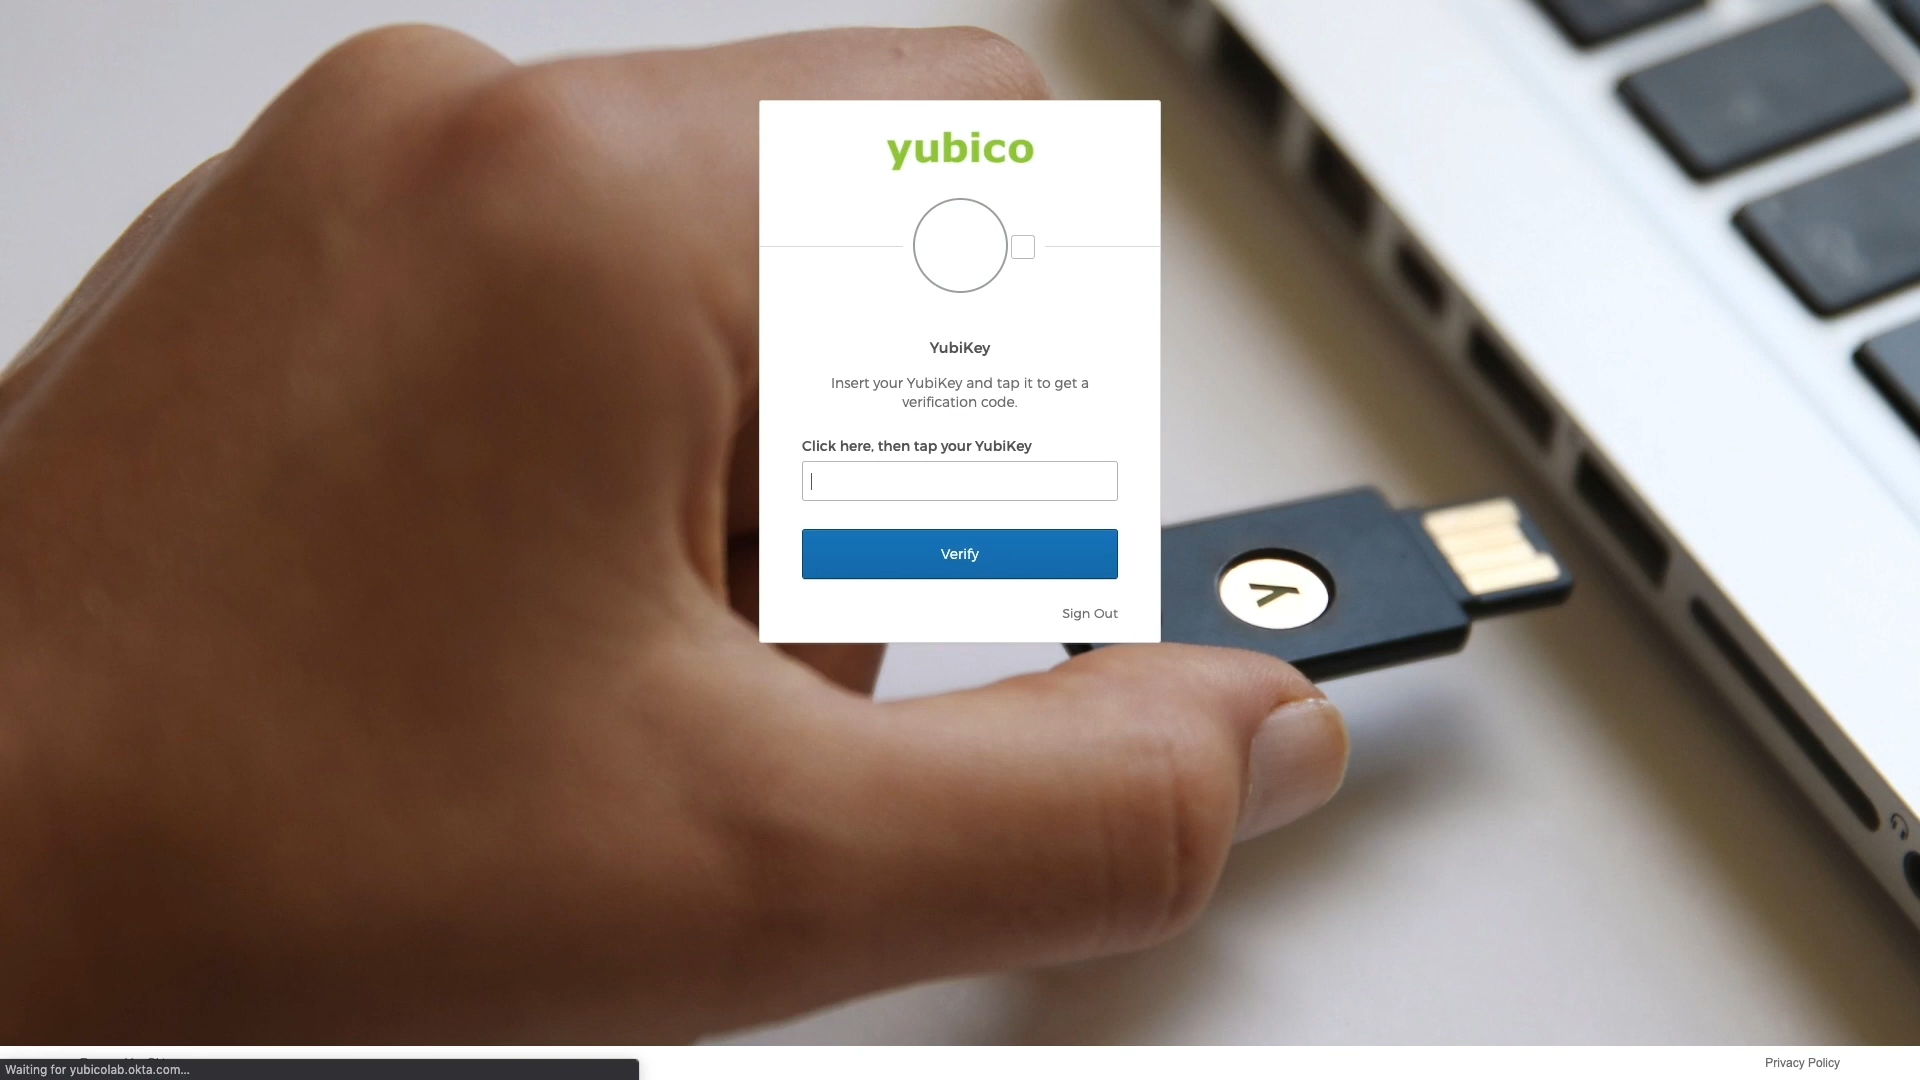 yubico
YubiKey
Insert your YubiKey and tap it to get a
verification code.
Click here, then tap your YubiKey
Verify
Sign Out
Y
Privacy Policy
Waiting for yubicolab.okta.com...